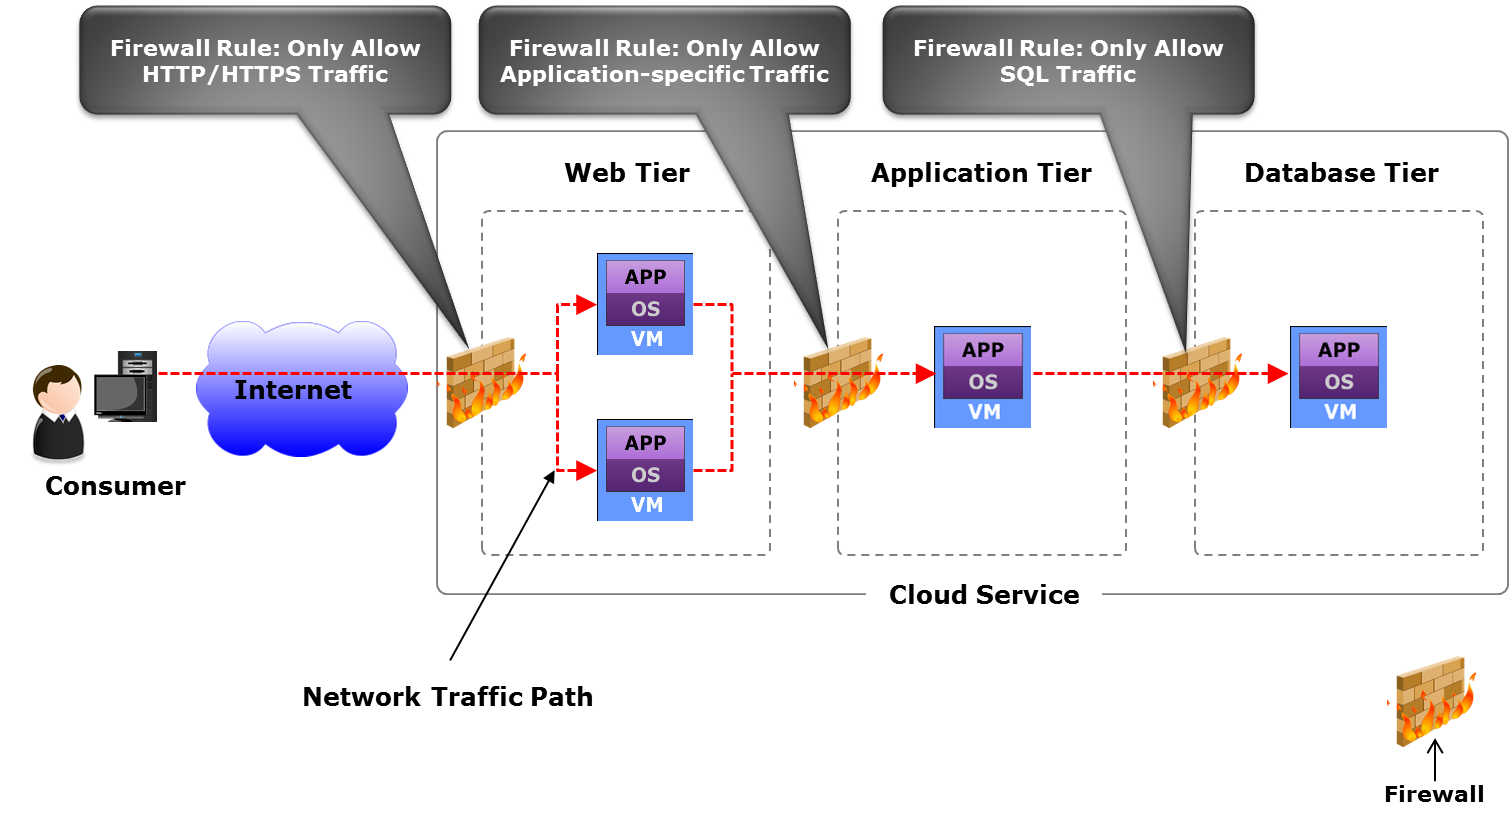 Firewall Rule: Only Allow
HTTP/HTTPS Traffic
Firewall Rule: Only Allow
Application-specific Traffic
Firewall Rule: Only Allow
SQL Traffic
Web Tier
Application Tier
Database Tier
APP
OS
VM
APP
OS
VM
APP
OS
VM
APP
OS
VM
Internet
Consumer
Cloud Service
Network Traffic Path
Firewall